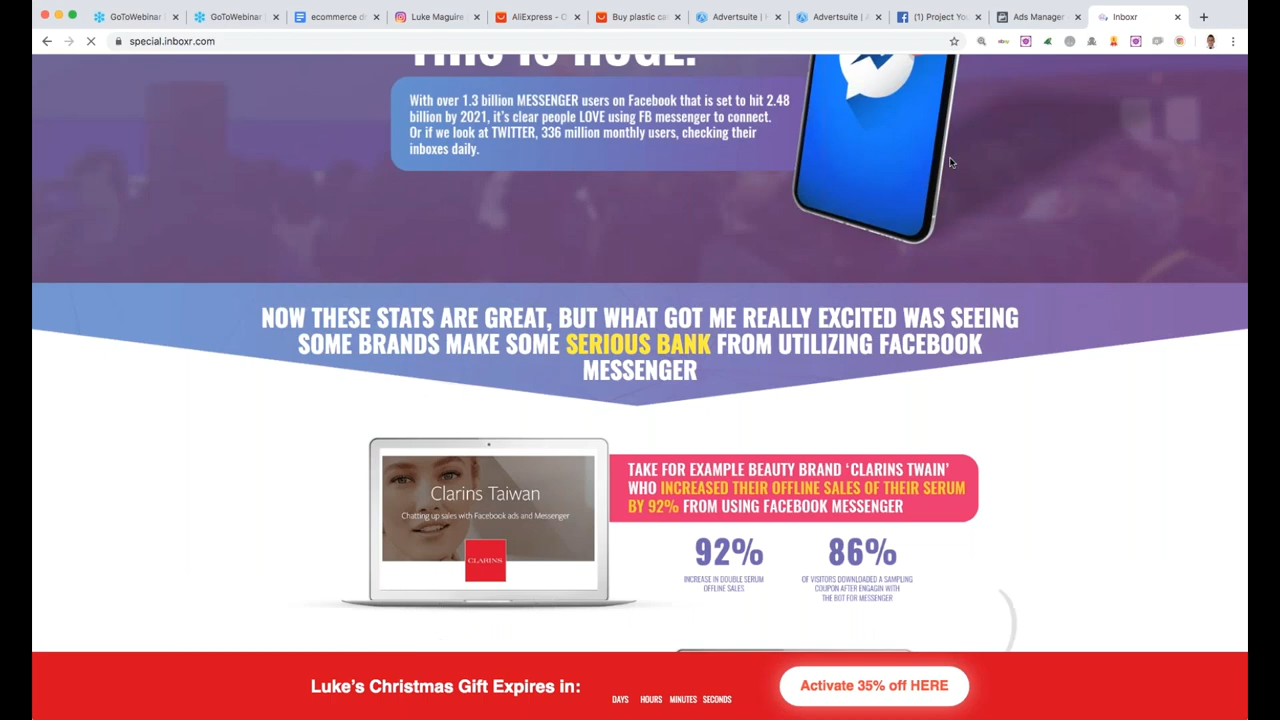 GoToWebinar
GoToWebinar
ecommerce d
Luke Maguire
AliExpress - O
Buy plastic ca
Advertsuite |
Advertsuite | A
(1) Project You
Ads Manager
Inboxr
special.inboxr.com
THIS IS HUGE.
With over 1.3 billion MESSENGER users on Facebook that is set to hit 2.48
billion by 2021, it's clear people LOVE using FB messenger to connect.
Or if we look at TWITTER, 336 million monthly users, checking their
inboxes daily.
NOW THESE STATS ARE GREAT, BUT WHAT GOT ME REALLY EXCITED WAS SEEING
SOME BRANDS MAKE SOME SERIOUS BANK FROM UTILIZING FACEBOOK
MESSENGER
Clarins Taiwan
Chatting up sales with Facebook ads and Messenger
CLARINS
TAKE FOR EXAMPLE BEAUTY BRAND ‘CLARINS TWAIN’
WHO INCREASED THEIR OFFLINE SALES OF THEIR SERUM
BY 92% FROM USING FACEBOOK MESSENGER
92%
INCREASE IN DOUBLE SERUM
OFFLINE SALES
86%
OF VISITORS DOWNLOADED A SAMPLING
COUPON AFTER ENGAGIN WITH
THE BOT FOR MESSENGER
Luke's Christmas Gift Expires in:
DAYS HOURS MINUTES SECONDS
Activate 35% off HERE